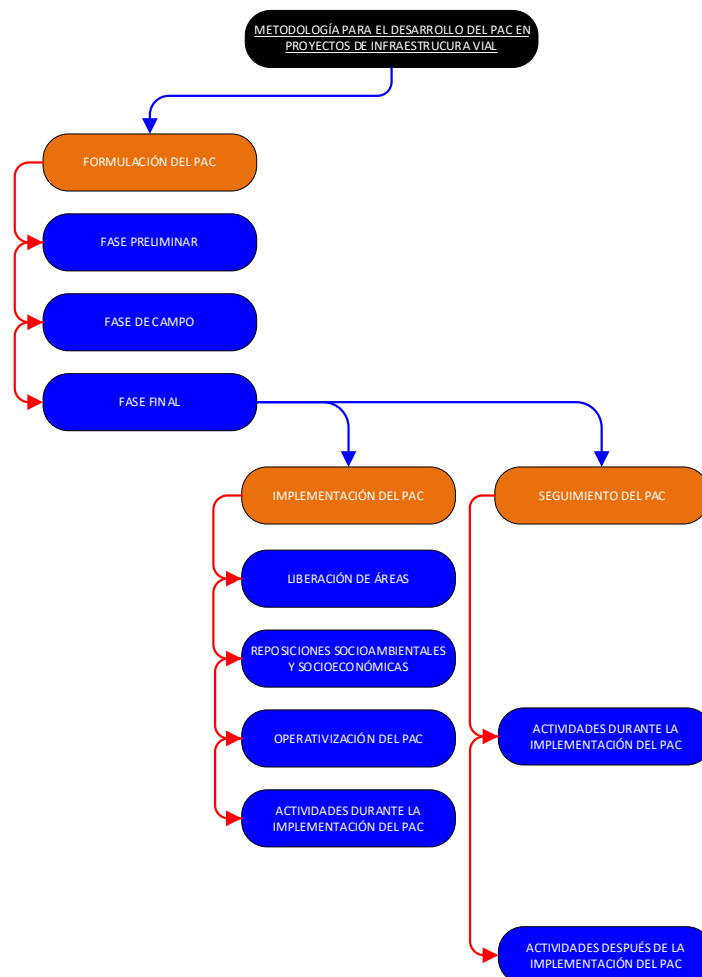 METODOLOGÍA PARA EL DESARROLLO DEL PAC EN
PROYECTOS DE INFRAESTRUCURA VIAL
FORMULACIÓN DEL PAC
FASE PRELIMINAR
FASE DE CAMPO
FASE FINAL
IMPLEMENTACIÓN DEL PAC
LIBERACIÓN DE ÁREAS
REPOSICIONES SOCIOAMBIENTALES
Y SOCIOECONÓMICAS
OPERATIVIZACIÓN DEL PAC
ACTIVIDADES DURANTE LA
IMPLEMENTACIÓN DEL PAC
SEGUIMIENTO DEL PAC
ACTIVIDADES DURANTE LA
IMPLEMENTACIÓN DEL PAC
ACTIVIDADES DESPUÉS DE LA
IMPLEMENTACIÓN DEL PAC